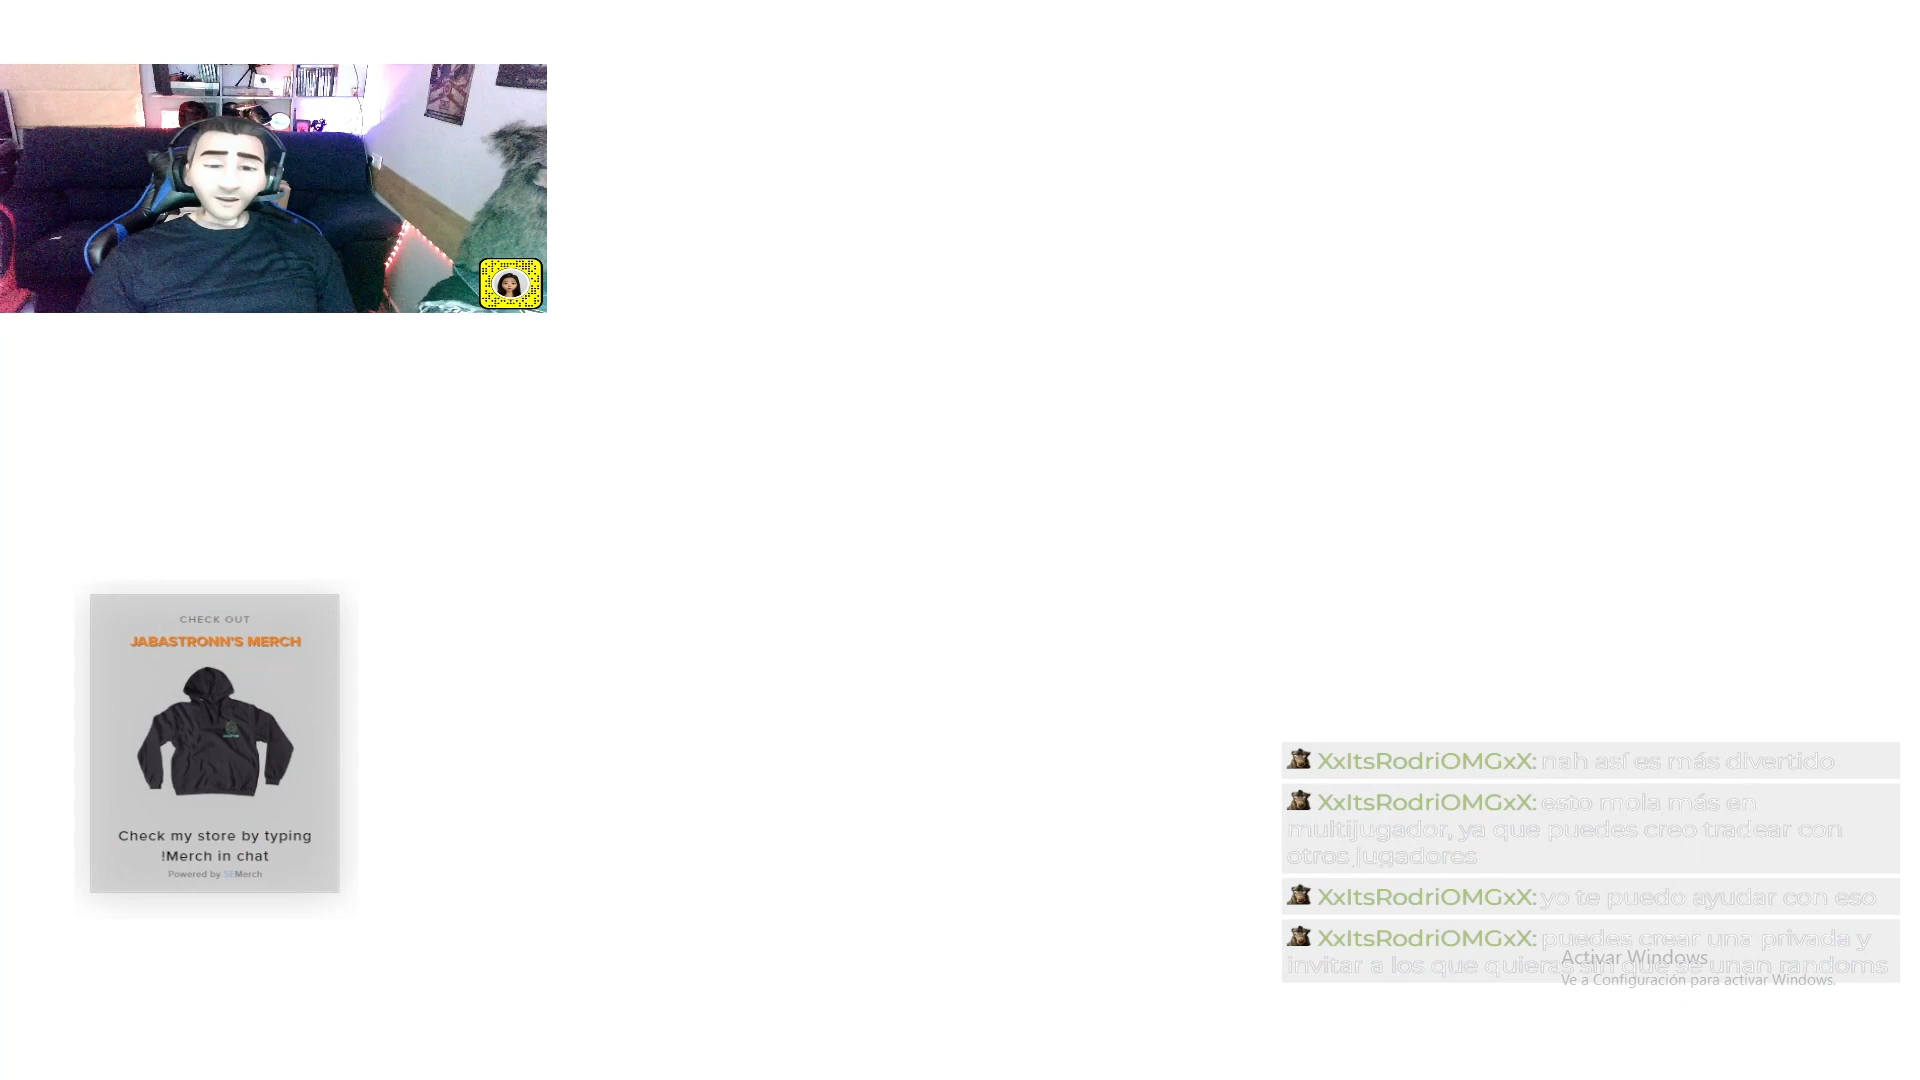 CHECK OUT
JABASTRONN'S MERCH
Check my store by typing
!Merch in chat
Powered by SEMerch
XxItsRodriOMGxX: nah así es más divertido
XxItsRodriOMGxX: esto mola más en
multijugador, ya que puedes creo tradear con
otros jugadores
XxItsRodriOMGxX: yo te puedo ayudar con eso
XxItsRodriOMGxX: puedes crear una privada y
invitar a los que quieras sin que se unan randoms
Activar Windows
Ve a Configuración para activar Windows.